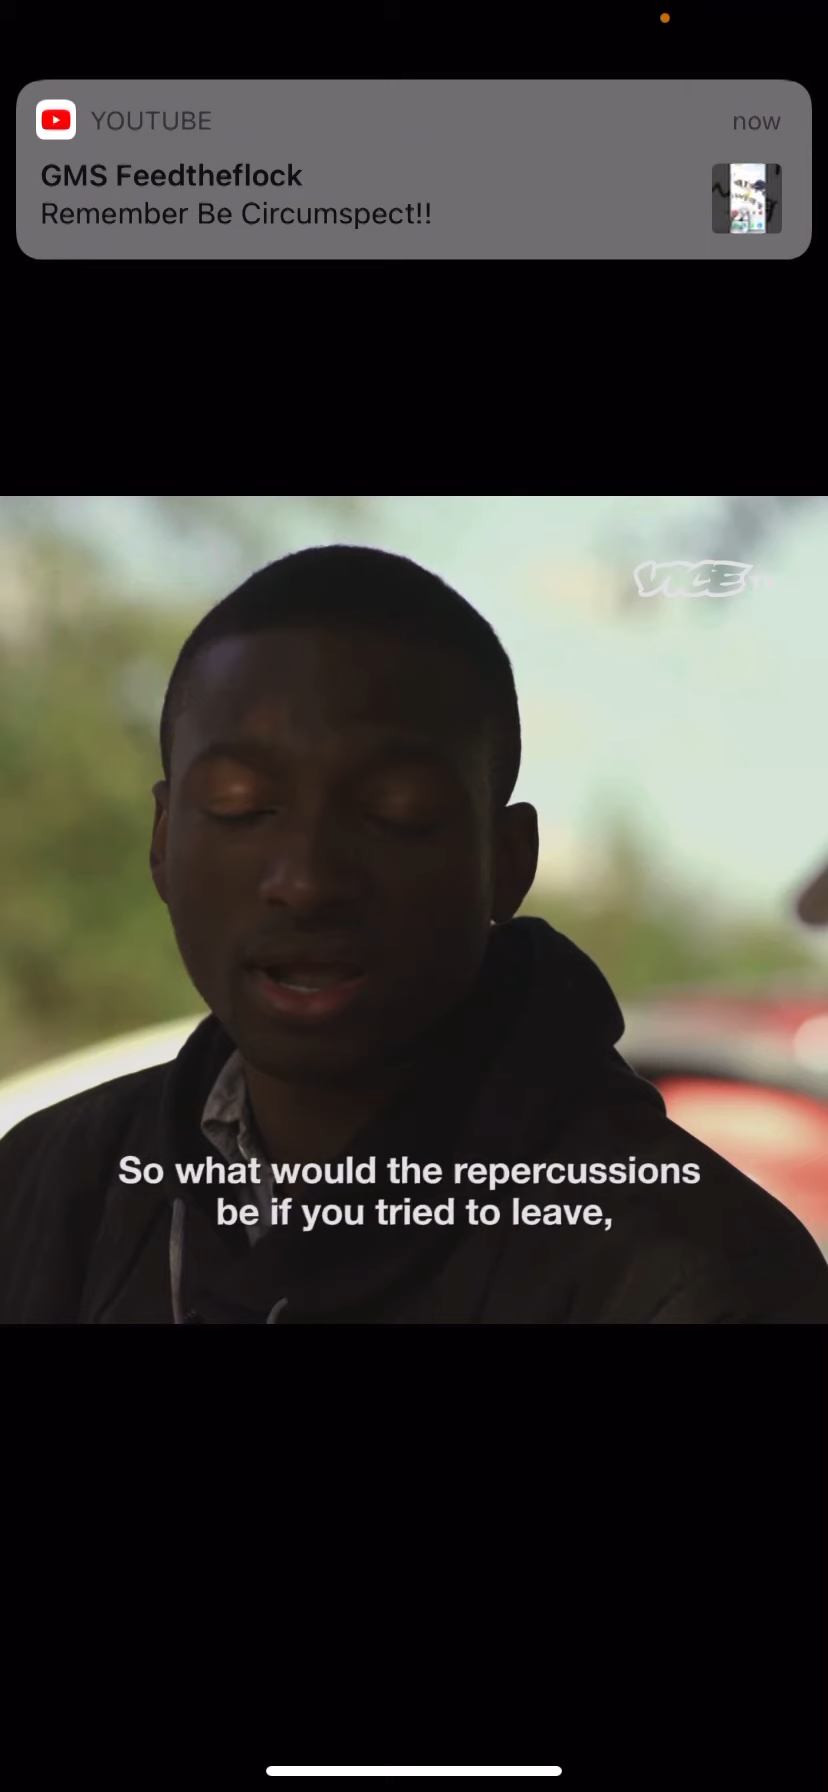 YOUTUBE
now
GMS Feedtheflock
Remember Be Circumspect!!
VICE
So what would the repercussions
be if you tried to leave,